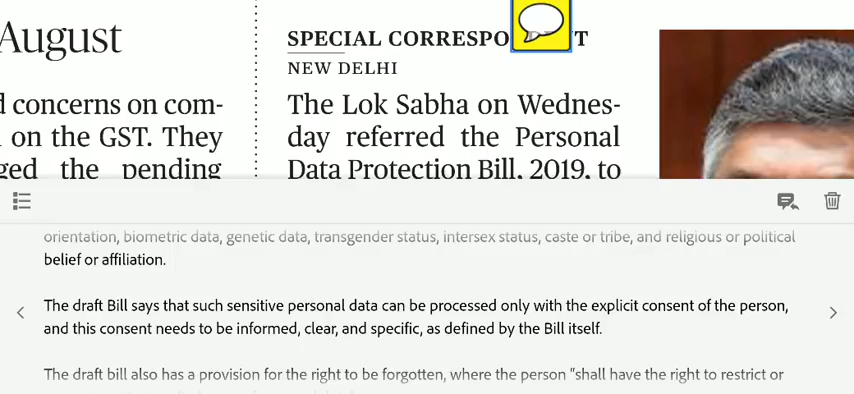 August
d concerns on com-
on the GST. They
ged the pending
SPECIAL T
NEW DELHI
The Lok Sabha on Wednes-
day referred the Personal
Data Protection Bill, 2019, to
orientation, biometric data, genetic data, transgender status, intersex status, caste or tribe, and religious or political
belief or affiliation.
The draft Bill says that such sensitive personal data can be processed only with the explicit consent of the person,
and this consent needs to be informed, clear, and specific, as defined by the Bill itself.
The draft bill also has a provision for the right to be forgotten, where the person "shall have the right to restrict or